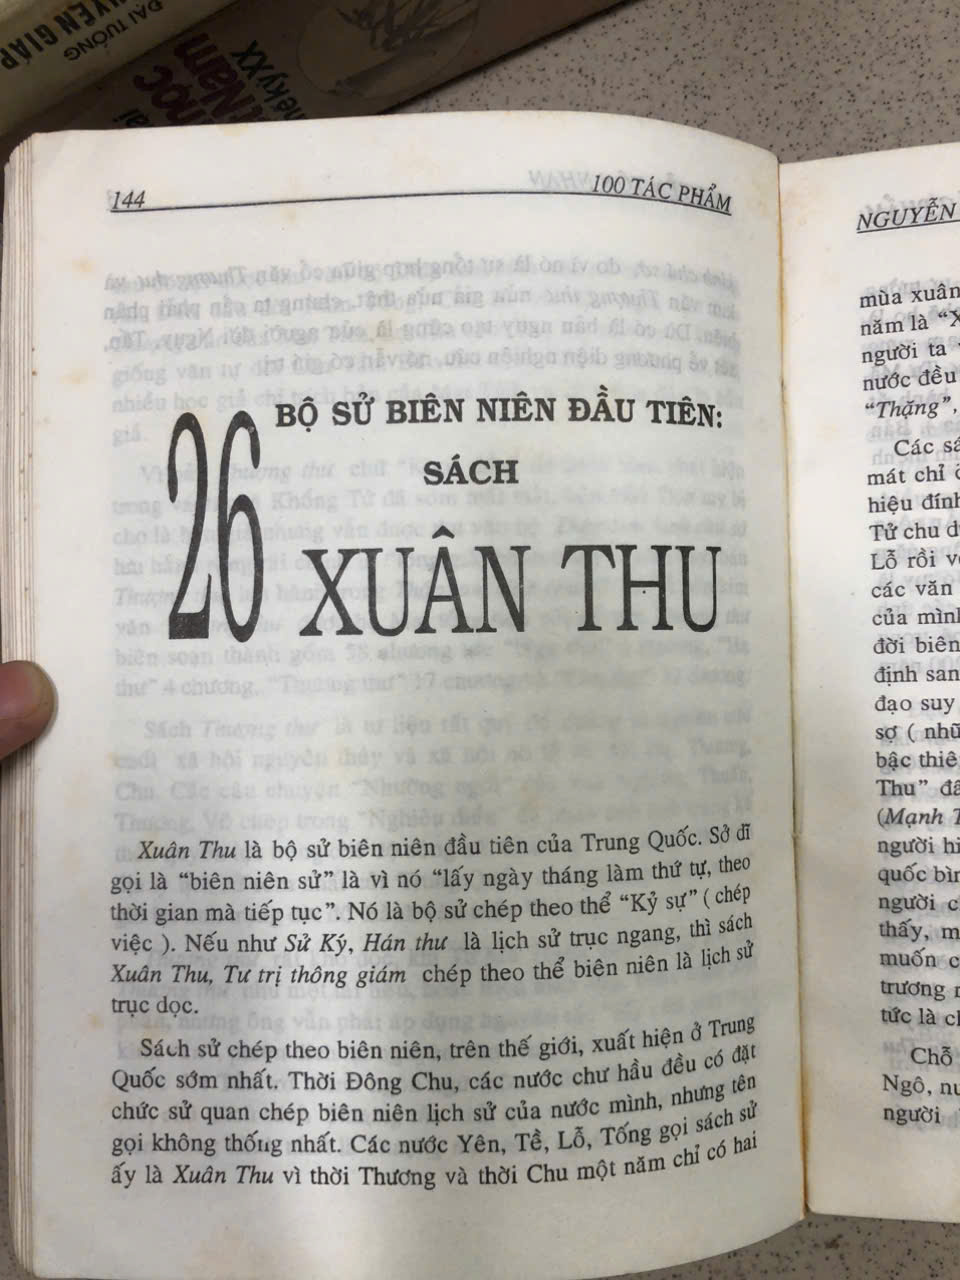 ĐẠI TƯỚNG
144
100 TÁC PHẨM
26
BỘ SỬ BIÊN NIÊN ĐẦU TIÊN:
SÁCH
XUÂN THU
Xuân Thu là bộ sử biên niên đầu tiên của Trung Quốc. Sở dĩ
gọi là “biên niên sử” là vì nó “lấy ngày tháng làm thứ tự, theo
thời gian mà tiếp tục”. Nó là bộ sử chép theo thể “Kỷ sự” ( chép
việc ). Nếu như Sử Ký, Hán thư là lịch sử trục ngang, thì sách
Xuân Thu, Tư trị thông giám chép theo thể biên niên là lịch sử
trục dọc.
Sách sử chép theo biên niên, trên thế giới, xuất hiện ở Trung
Quốc sớm nhất. Thời Đông Chu, các nước chư hầu đều có đặt
chức sử quan chép biên niên lịch sử của nước mình, nhưng tên
gọi không thống nhất. Các nước Yên, Tề, Lỗ, Tống gọi sách sử
ấy là Xuân Thu vì thời Thương và thời Chu một năm chỉ có hai
NGUYỄN
mùa xuân
năm là “X
người ta
nước đều
“Thặng”,
Các sá
mát chỉ
hiệu đính
Tử chu d
Lỗ rồi v
các văn
của mình
đời biên
định san
đạo suy
sợ ( nhữ
bậc thiê
Thu” đã
(Mạnh T
người hi
quốc bìn
người c
thấy, m
muốn c
trương
tức là ch
Chỗ
Ngô, nư
người